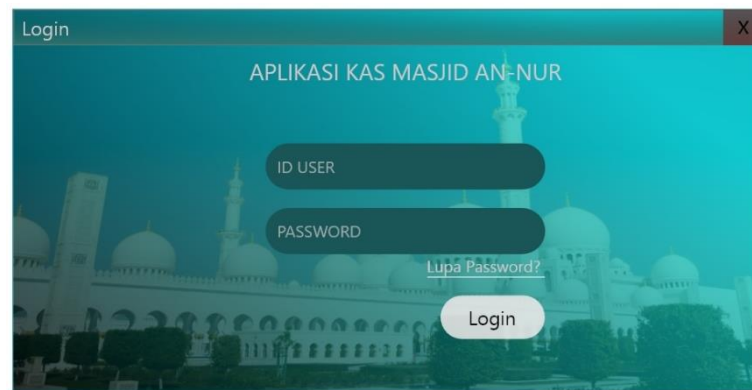 Login
X
APLIKASI KAS MASJID AN-NUR
ID USER
PASSWORD
Lupa Password?
Login